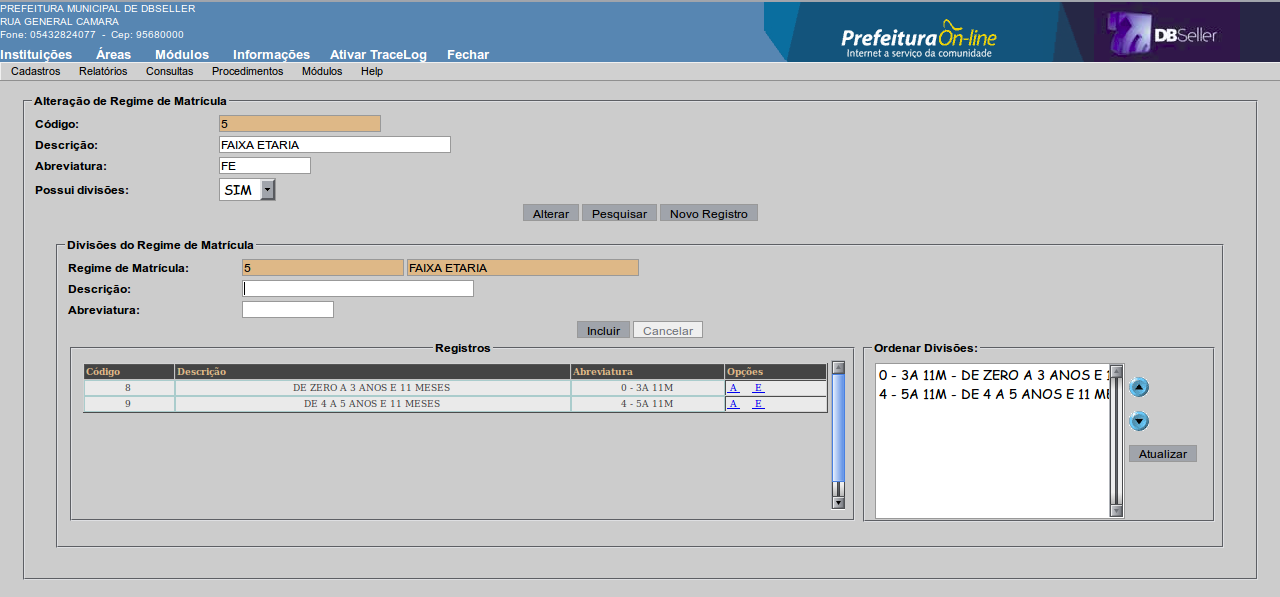 PREFEITURA MUNICIPAL DE DBSELLER
RUA GENERAL CAMARA
Fone: 05432824077 - Cep: 95680000
Prefeitura On-line
Internet a serviço da comunidade
DBSeller
Instituições Áreas Módulos Informações Ativar TraceLog Fechar
Cadastros Relatórios Consultas Procedimentos Módulos Help
Alteração de Regime de Matrícula
Código: 5
Descrição: FAIXA ETARIA
Abreviatura: FE
Possui divisões: SIM
Alterar Pesquisar Novo Registro
Divisões do Regime de Matrícula
Regime de Matrícula: 5 FAIXA ETARIA
Descrição:
Abreviatura:
Incluir Cancelar
Registros
Código Descrição Abreviatura Opções
8 DE ZERO A 3 ANOS E 11 MESES 0 - 3A 11M A E
9 DE 4 A 5 ANOS E 11 MESES 4 - 5A 11M A E
Ordenar Divisões:
0 - 3A 11M - DE ZERO A 3 ANOS E 1
4 - 5A 11M - DE 4 A 5 ANOS E 11 ME
Atualizar